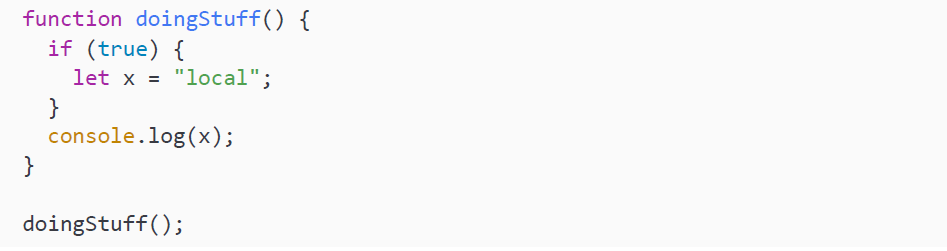 function doingStuff() {
  if (true) {
    let x = "local";
  }
  console.log(x);
}

doingStuff();